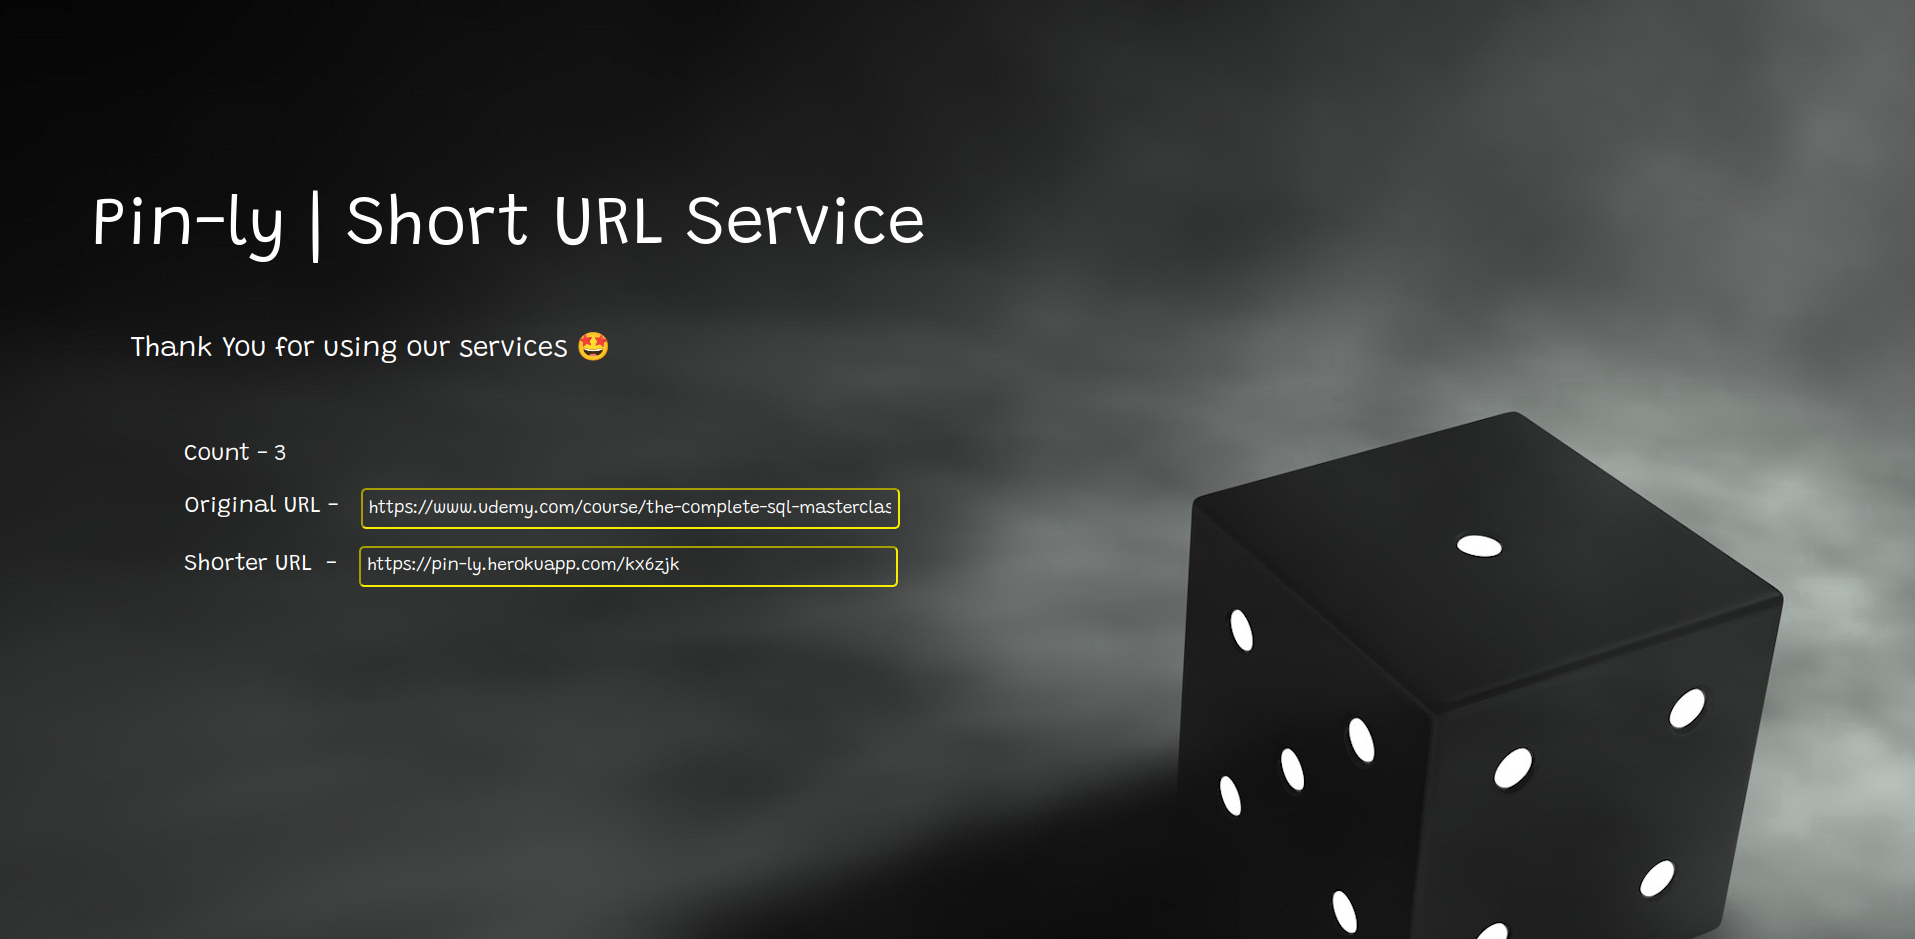 Pin-ly | Short URL Service
Thank You for using our services 🤩
Count - 3
Original URL - https://www.udemy.com/course/the-complete-sql-masterclas
Shorter URL - https://pin-ly.herokuapp.com/kx6zjk